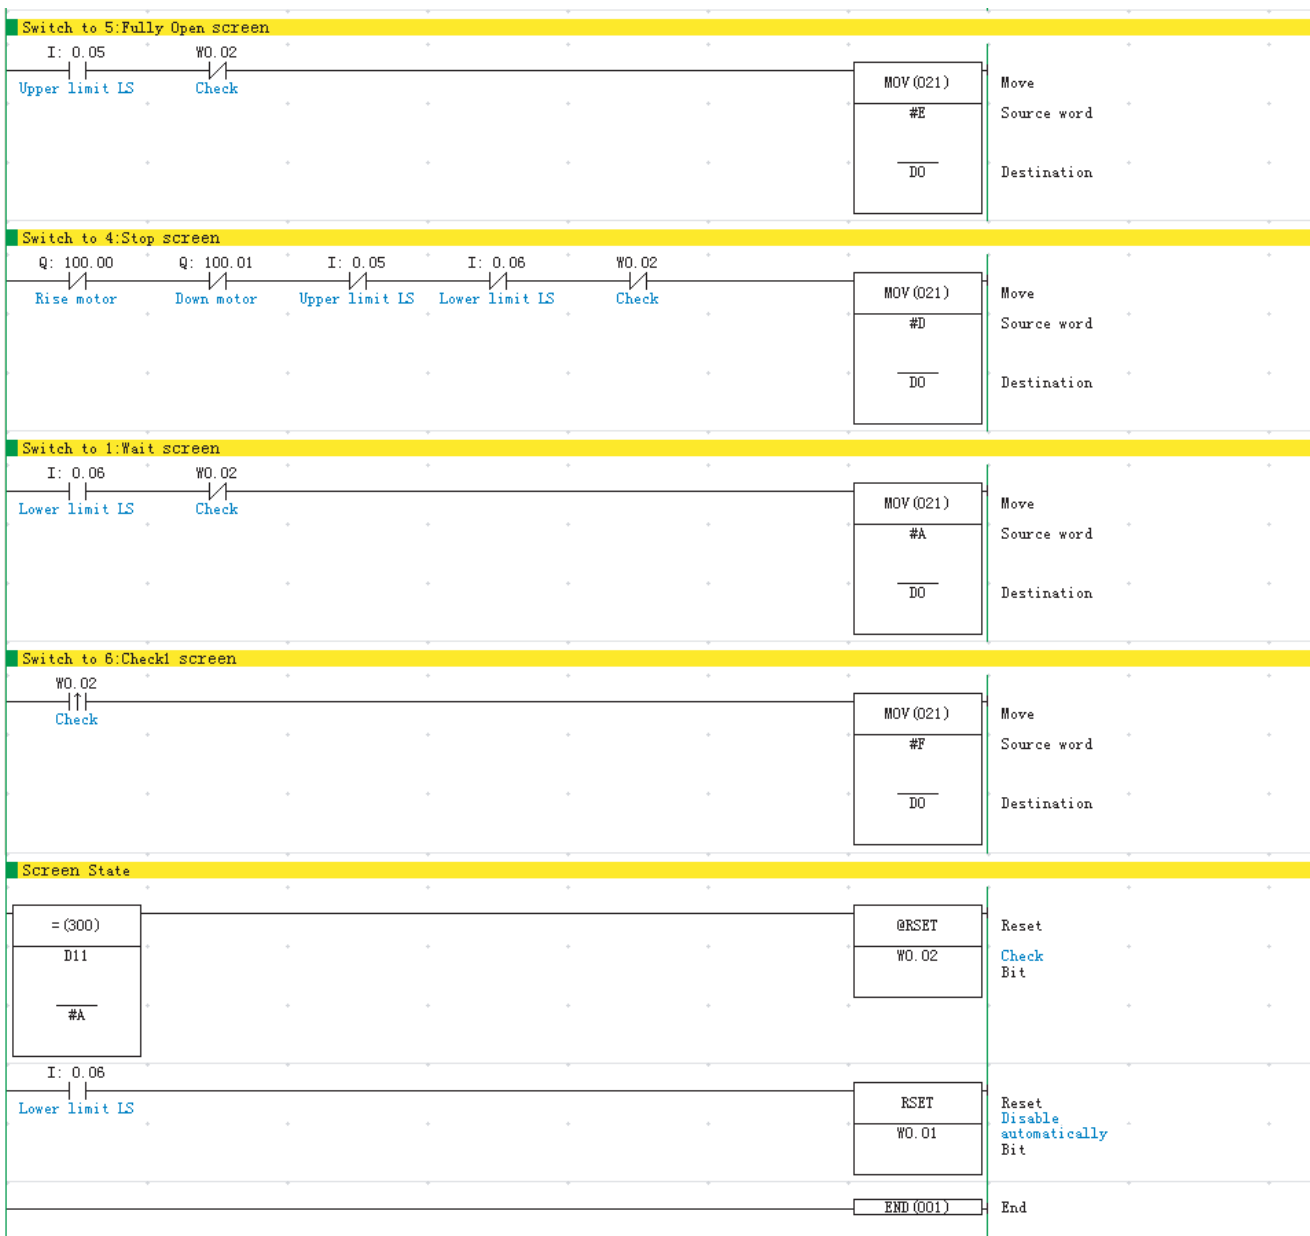 Switch to 5:Fully Open screen
I: 0.05 W0.02
Upper limit LS Check
MOV(021) Move
#E Source word
D0 Destination
Switch to 4:Stop screen
Q: 100.00 Q: 100.01 I: 0.05 I: 0.06 W0.02
Rise motor Down motor Upper limit LS Lower limit LS Check
MOV(021) Move
#D Source word
D0 Destination
Switch to 1:Wait screen
I: 0.06 W0.02
Lower limit LS Check
MOV(021) Move
#A Source word
D0 Destination
Switch to 6:Check1 screen
W0.02
Check
MOV(021) Move
#F Source word
D0 Destination
Screen State
=(300) @RSET Reset
D11 W0.02 Check
Bit
#A
I: 0.06
Lower limit LS
RSET Reset
Disable
W0.01 automatically
Bit
END(001) End